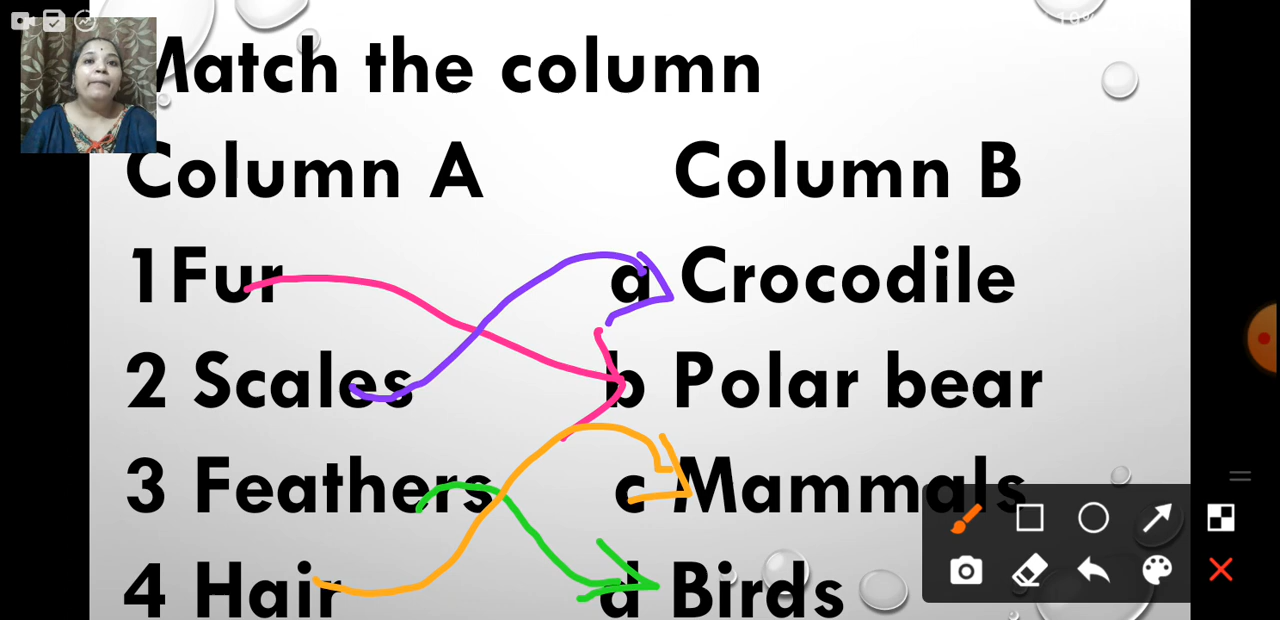 Match the column
Column A Column B
1Fur a Crocodile
2 Scales b Polar bear
3 Feathers c Mammals
4 Hair d Birds